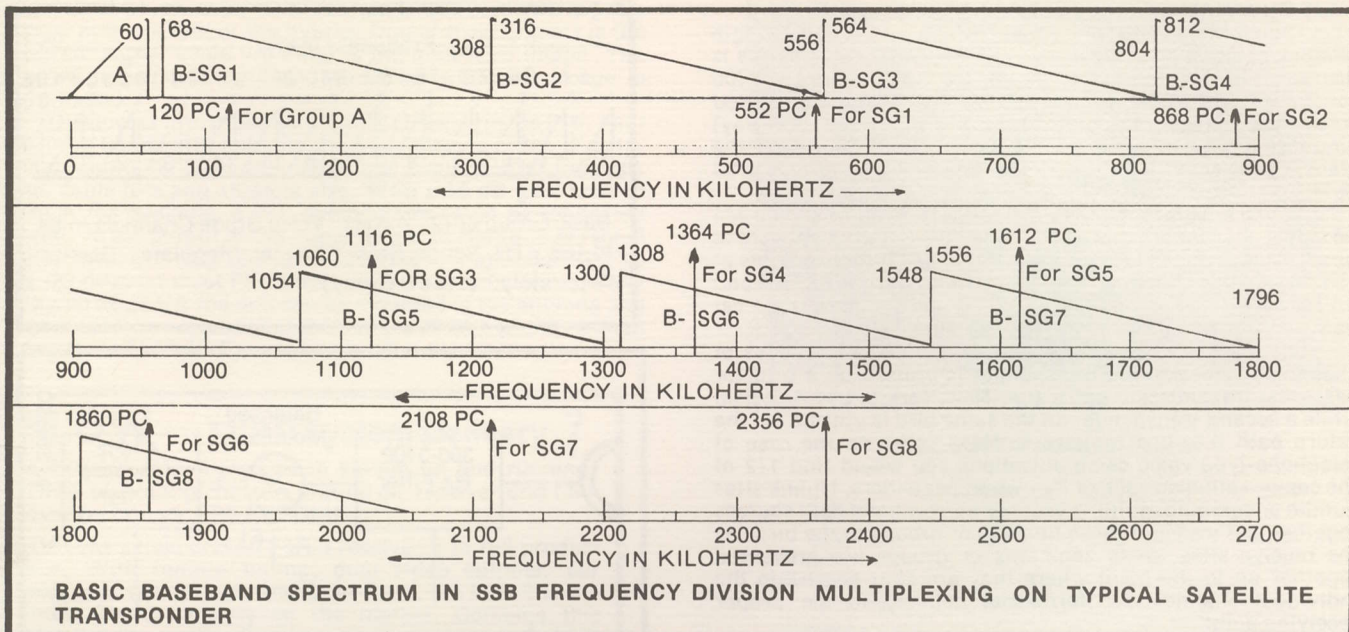 60 68 308 316 556 564 804 812
A B-SG1 B-SG2 B-SG3 B-SG4
120 PC For Group A 552 PC For SG1 868 PC For SG2
0 100 200 300 400 500 600 700 800 900
FREQUENCY IN KILOHERTZ
1054 1060 1116 PC 1300 1308 1364 PC 1548 1556 1612 PC 1796
FOR SG3 For SG4 For SG5
B- SG5 B- SG6 B- SG7
900 1000 1100 1200 1300 1400 1500 1600 1700 1800
FREQUENCY IN KILOHERTZ
1860 PC 2108 PC 2356 PC
For SG6 For SG7 For SG8
B- SG8
1800 1900 2000 2100 2200 2300 2400 2500 2600 2700
FREQUENCY IN KILOHERTZ
BASIC BASEBAND SPECTRUM IN SSB FREQUENCY DIVISION MULTIPLEXING ON TYPICAL SATELLITE
TRANSPONDER